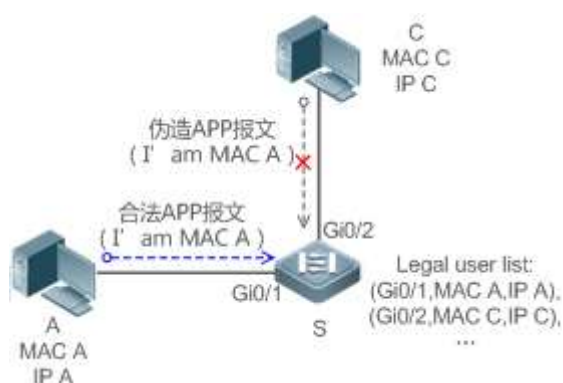 C
MAC C
IP C
伪造APP报文
( I’ am MAC A )
合法APP报文
( I’ am MAC A )
Gi0/2
Gi0/1
S
A
MAC A
IP A
Legal user list:
(Gi0/1,MAC A,IP A),
(Gi0/2,MAC C,IP C),
…